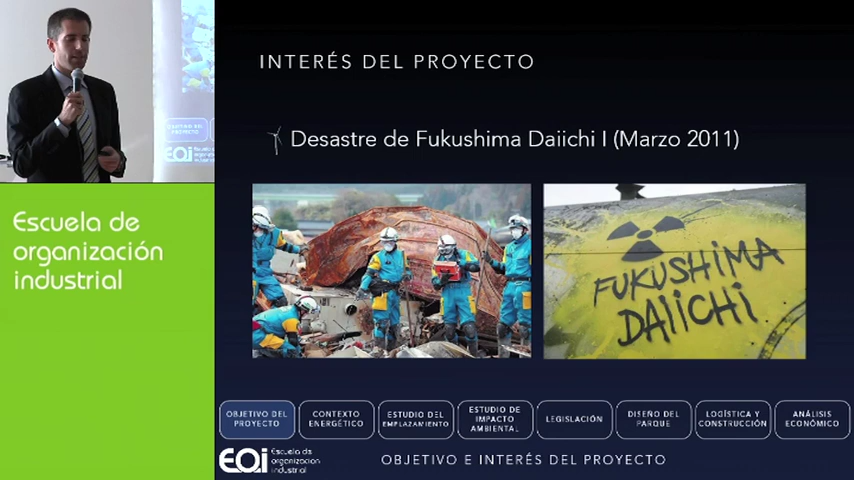 INTERÉS DEL PROYECTO
Desastre de Fukushima Daiichi I (Marzo 2011)
FUKUSHIMA
DAIICHI
EOi
Escuela de
organización
industrial
OBJETIVO DEL
PROYECTO
CONTEXTO
ENERGÉTICO
ESTUDIO DEL
EMPLAZAMIENTO
ESTUDIO DE
IMPACTO
AMBIENTAL
LEGISLACIÓN
DISEÑO DEL
PARQUE
LOGÍSTICA Y
CONSTRUCCIÓN
ANÁLISIS
ECONÓMICO
EOi
Escuela de
organización
industrial
OBJETIVO E INTERÉS DEL PROYECTO